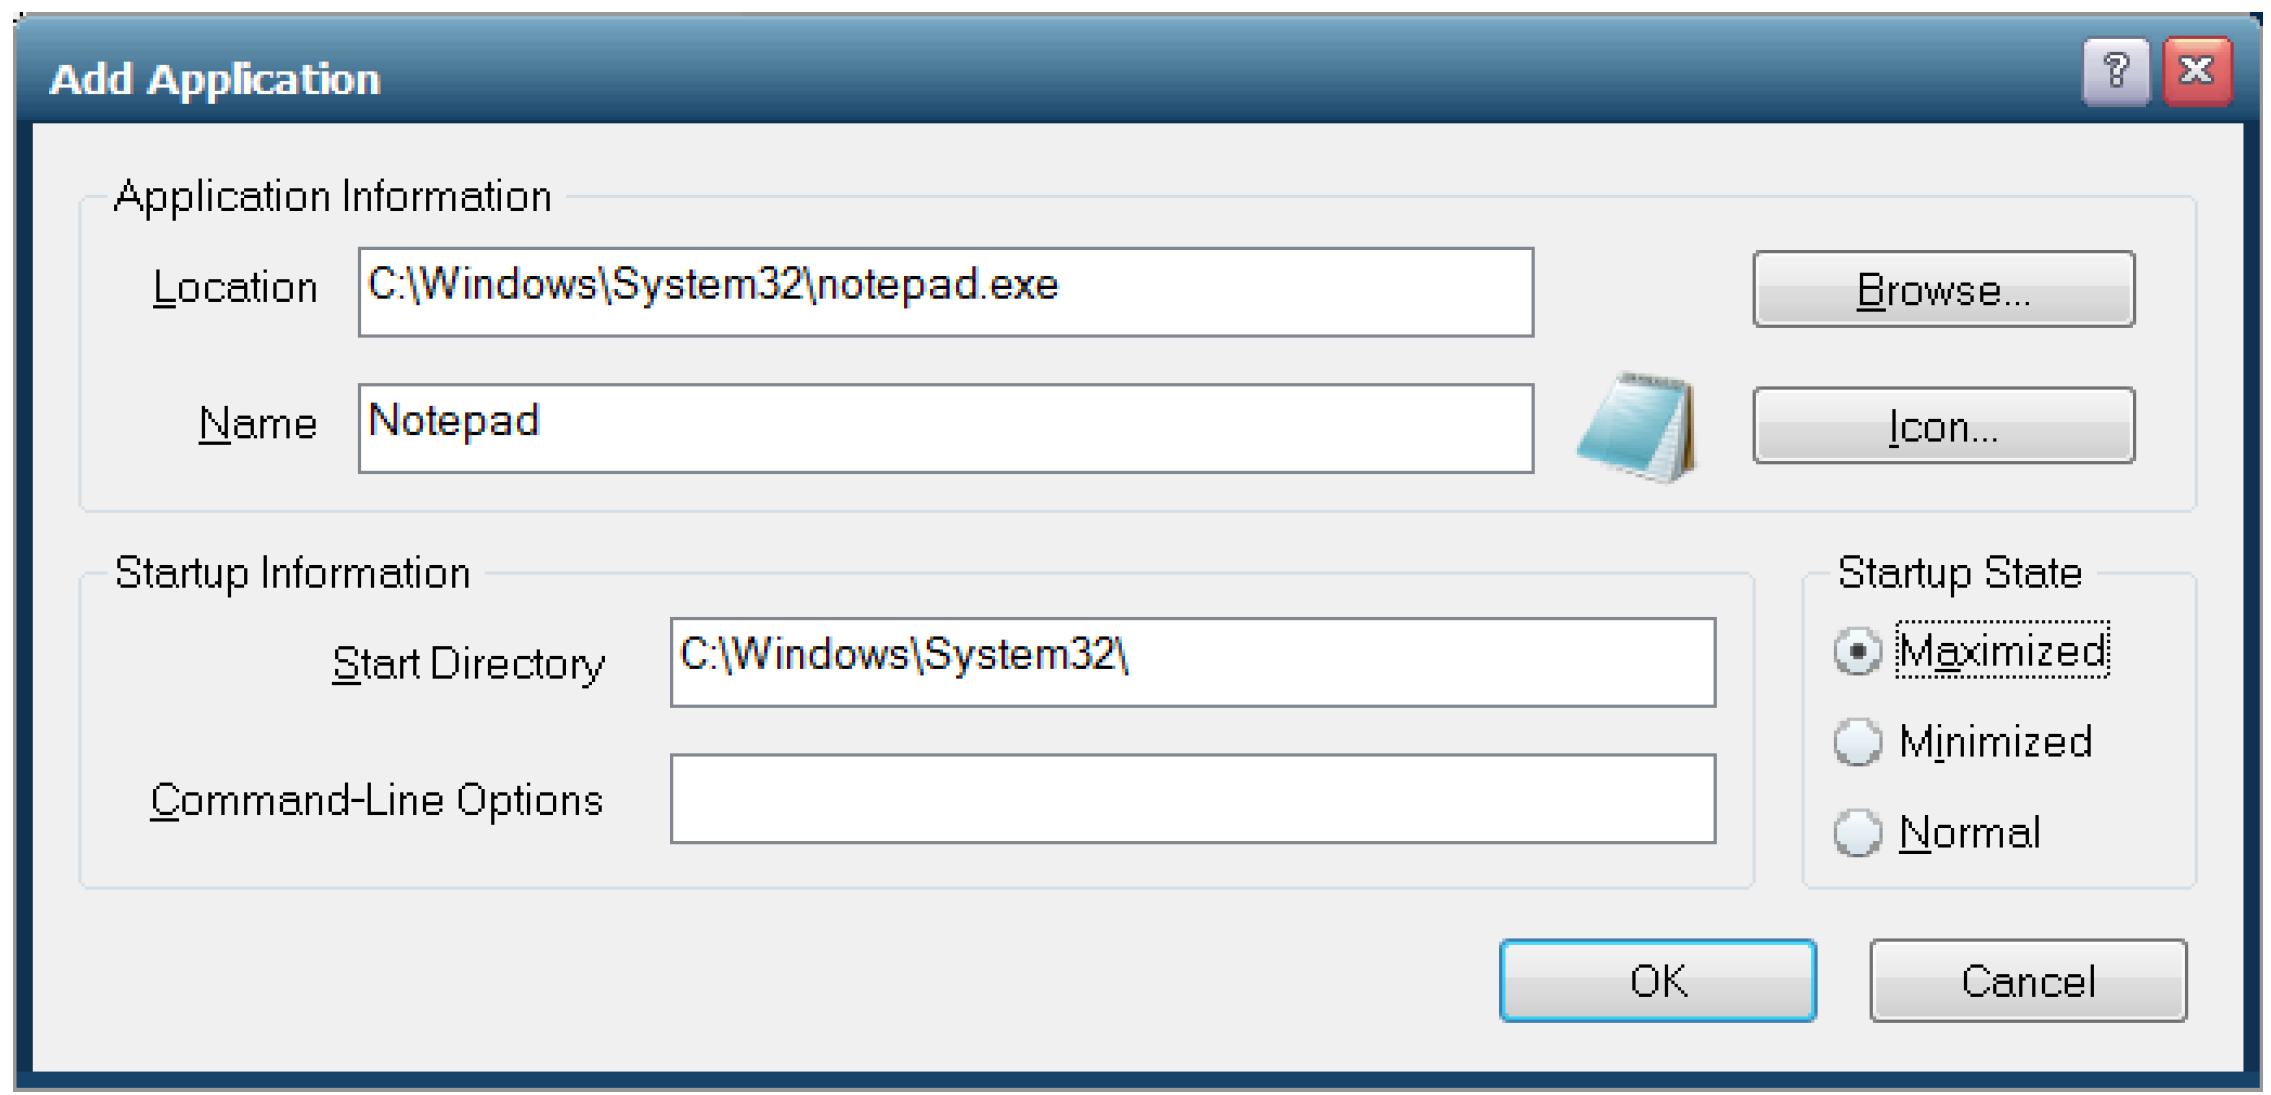 Add Application
?
Application Information
Location C:\Windows\System32\notepad.exe Browse...
Name Notepad Icon...
Startup Information
Start Directory C:\Windows\System32\
Command-Line Options
Startup State
Maximized
Minimized
Normal
OK Cancel